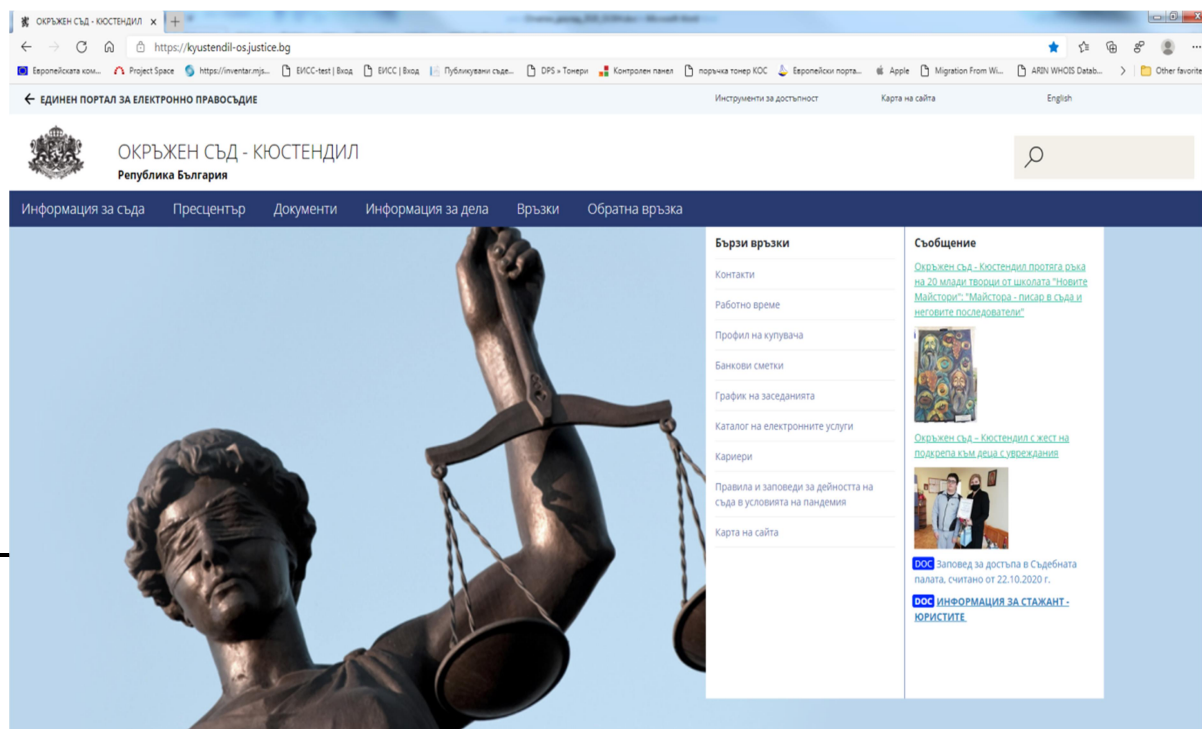 ОКРЪЖЕН СЪД - КЮСТЕНДИЛ
https://kyustendil-os.justice.bg
Европейската ком... Project Space https://inventar.mjs... ЕИСС-test | Вход ЕИСС | Вход Публикувани съде... DPS » Тонери Контролен панел поръчка тонер КОС Европейски порта... Apple Migration From Wi... ARIN WHOIS Datab... Other favorite
ЕДИНЕН ПОРТАЛ ЗА ЕЛЕКТРОННО ПРАВОСЪДИЕ Инструменти за достъпност Карта на сайта English
ОКРЪЖЕН СЪД - КЮСТЕНДИЛ
Република България
Информация за съда Пресцентър Документи Информация за дела Връзки Обратна връзка
Бързи връзки
Контакти
Работно време
Профил на купувача
Банкови сметки
График на заседанията
Каталог на електронните услуги
Кариери
Правила и заповеди за дейността на
съда в условията на пандемия
Карта на сайта
Съобщение
Окръжен съд - Кюстендил протяга ръка
на 20 млади творци от школата "Новите
Майстори": "Майстора - писар в съда и
неговите последователи"
Окръжен съд – Кюстендил с жест на
подкрепа към деца с увреждания
DOC Заповед за достъпа в Съдебната
палата, считано от 22.10.2020 г.
DOC ИНФОРМАЦИЯ ЗА СТАЖАНТ -
ЮРИСТИТЕ